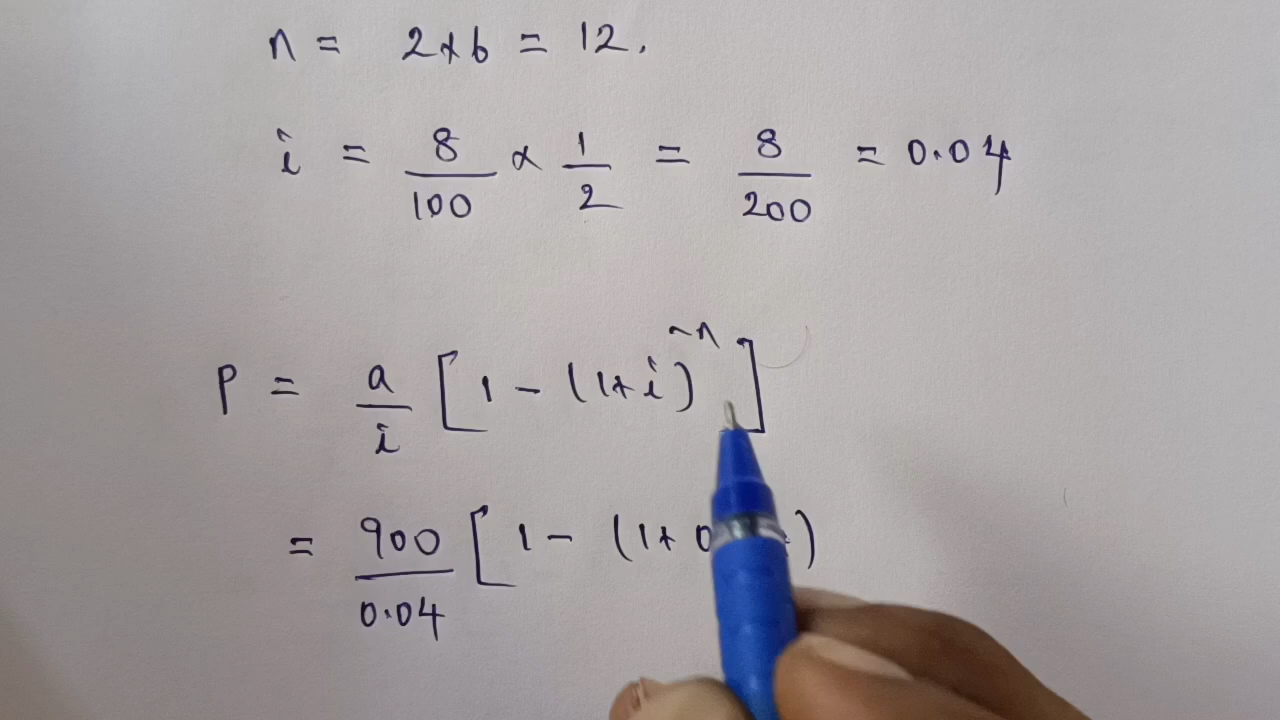 n = 2×6 = 12.
i = 8/100 × 1/2 = 8/200 = 0.04
P = a/i [1 - (1+i)^-n]
= 900/0.04 [1 - (1+0 )